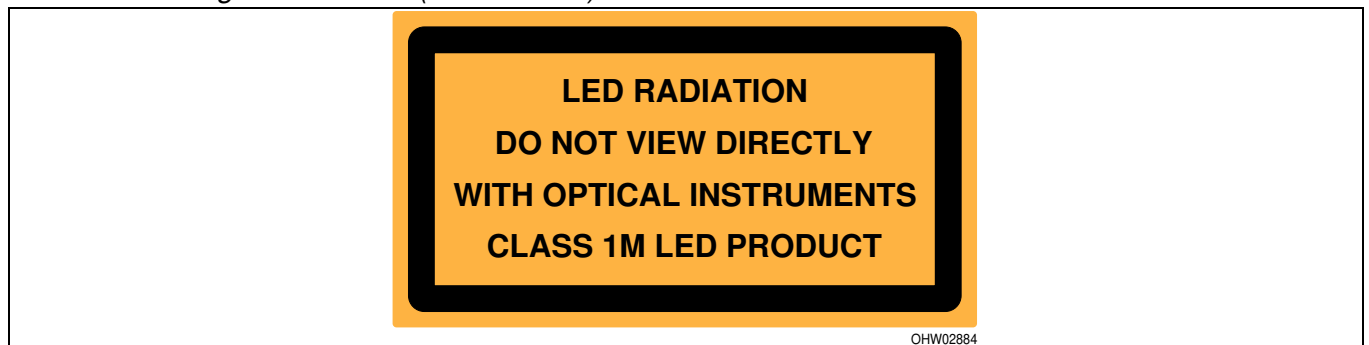 LED RADIATION
DO NOT VIEW DIRECTLY
WITH OPTICAL INSTRUMENTS
CLASS 1M LED PRODUCT
OHW02884